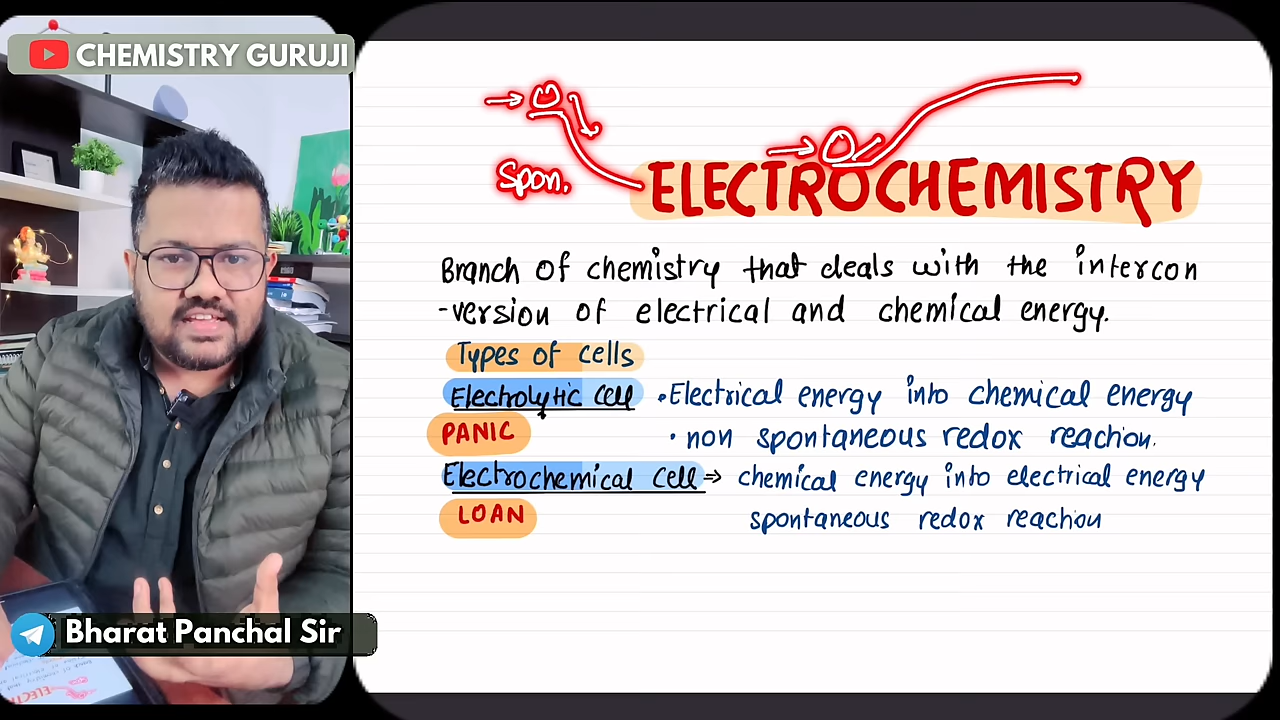 CHEMISTRY GURUJI
Spon.
ELECTROCHEMISTRY
Branch of chemistry that deals with the intercon
-version of electrical and chemical energy.
Types of cells
Electrolytic cell • Electrical energy into chemical energy
PANIC • non spontaneous redox reaction.
Electrochemical cell → chemical energy into electrical energy
LOAN spontaneous redox reaction
Bharat Panchal Sir